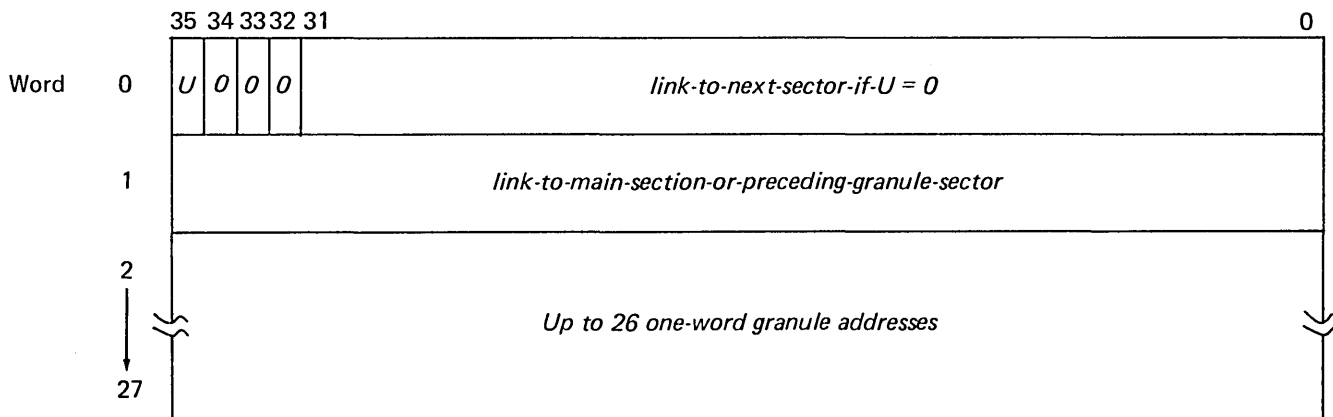 35 34 33 32 31 0
Word 0 U 0 0 0 link-to-next-sector-if-U = 0
1 link-to-main-section-or-preceding-granule-sector
2
Up to 26 one-word granule addresses
27